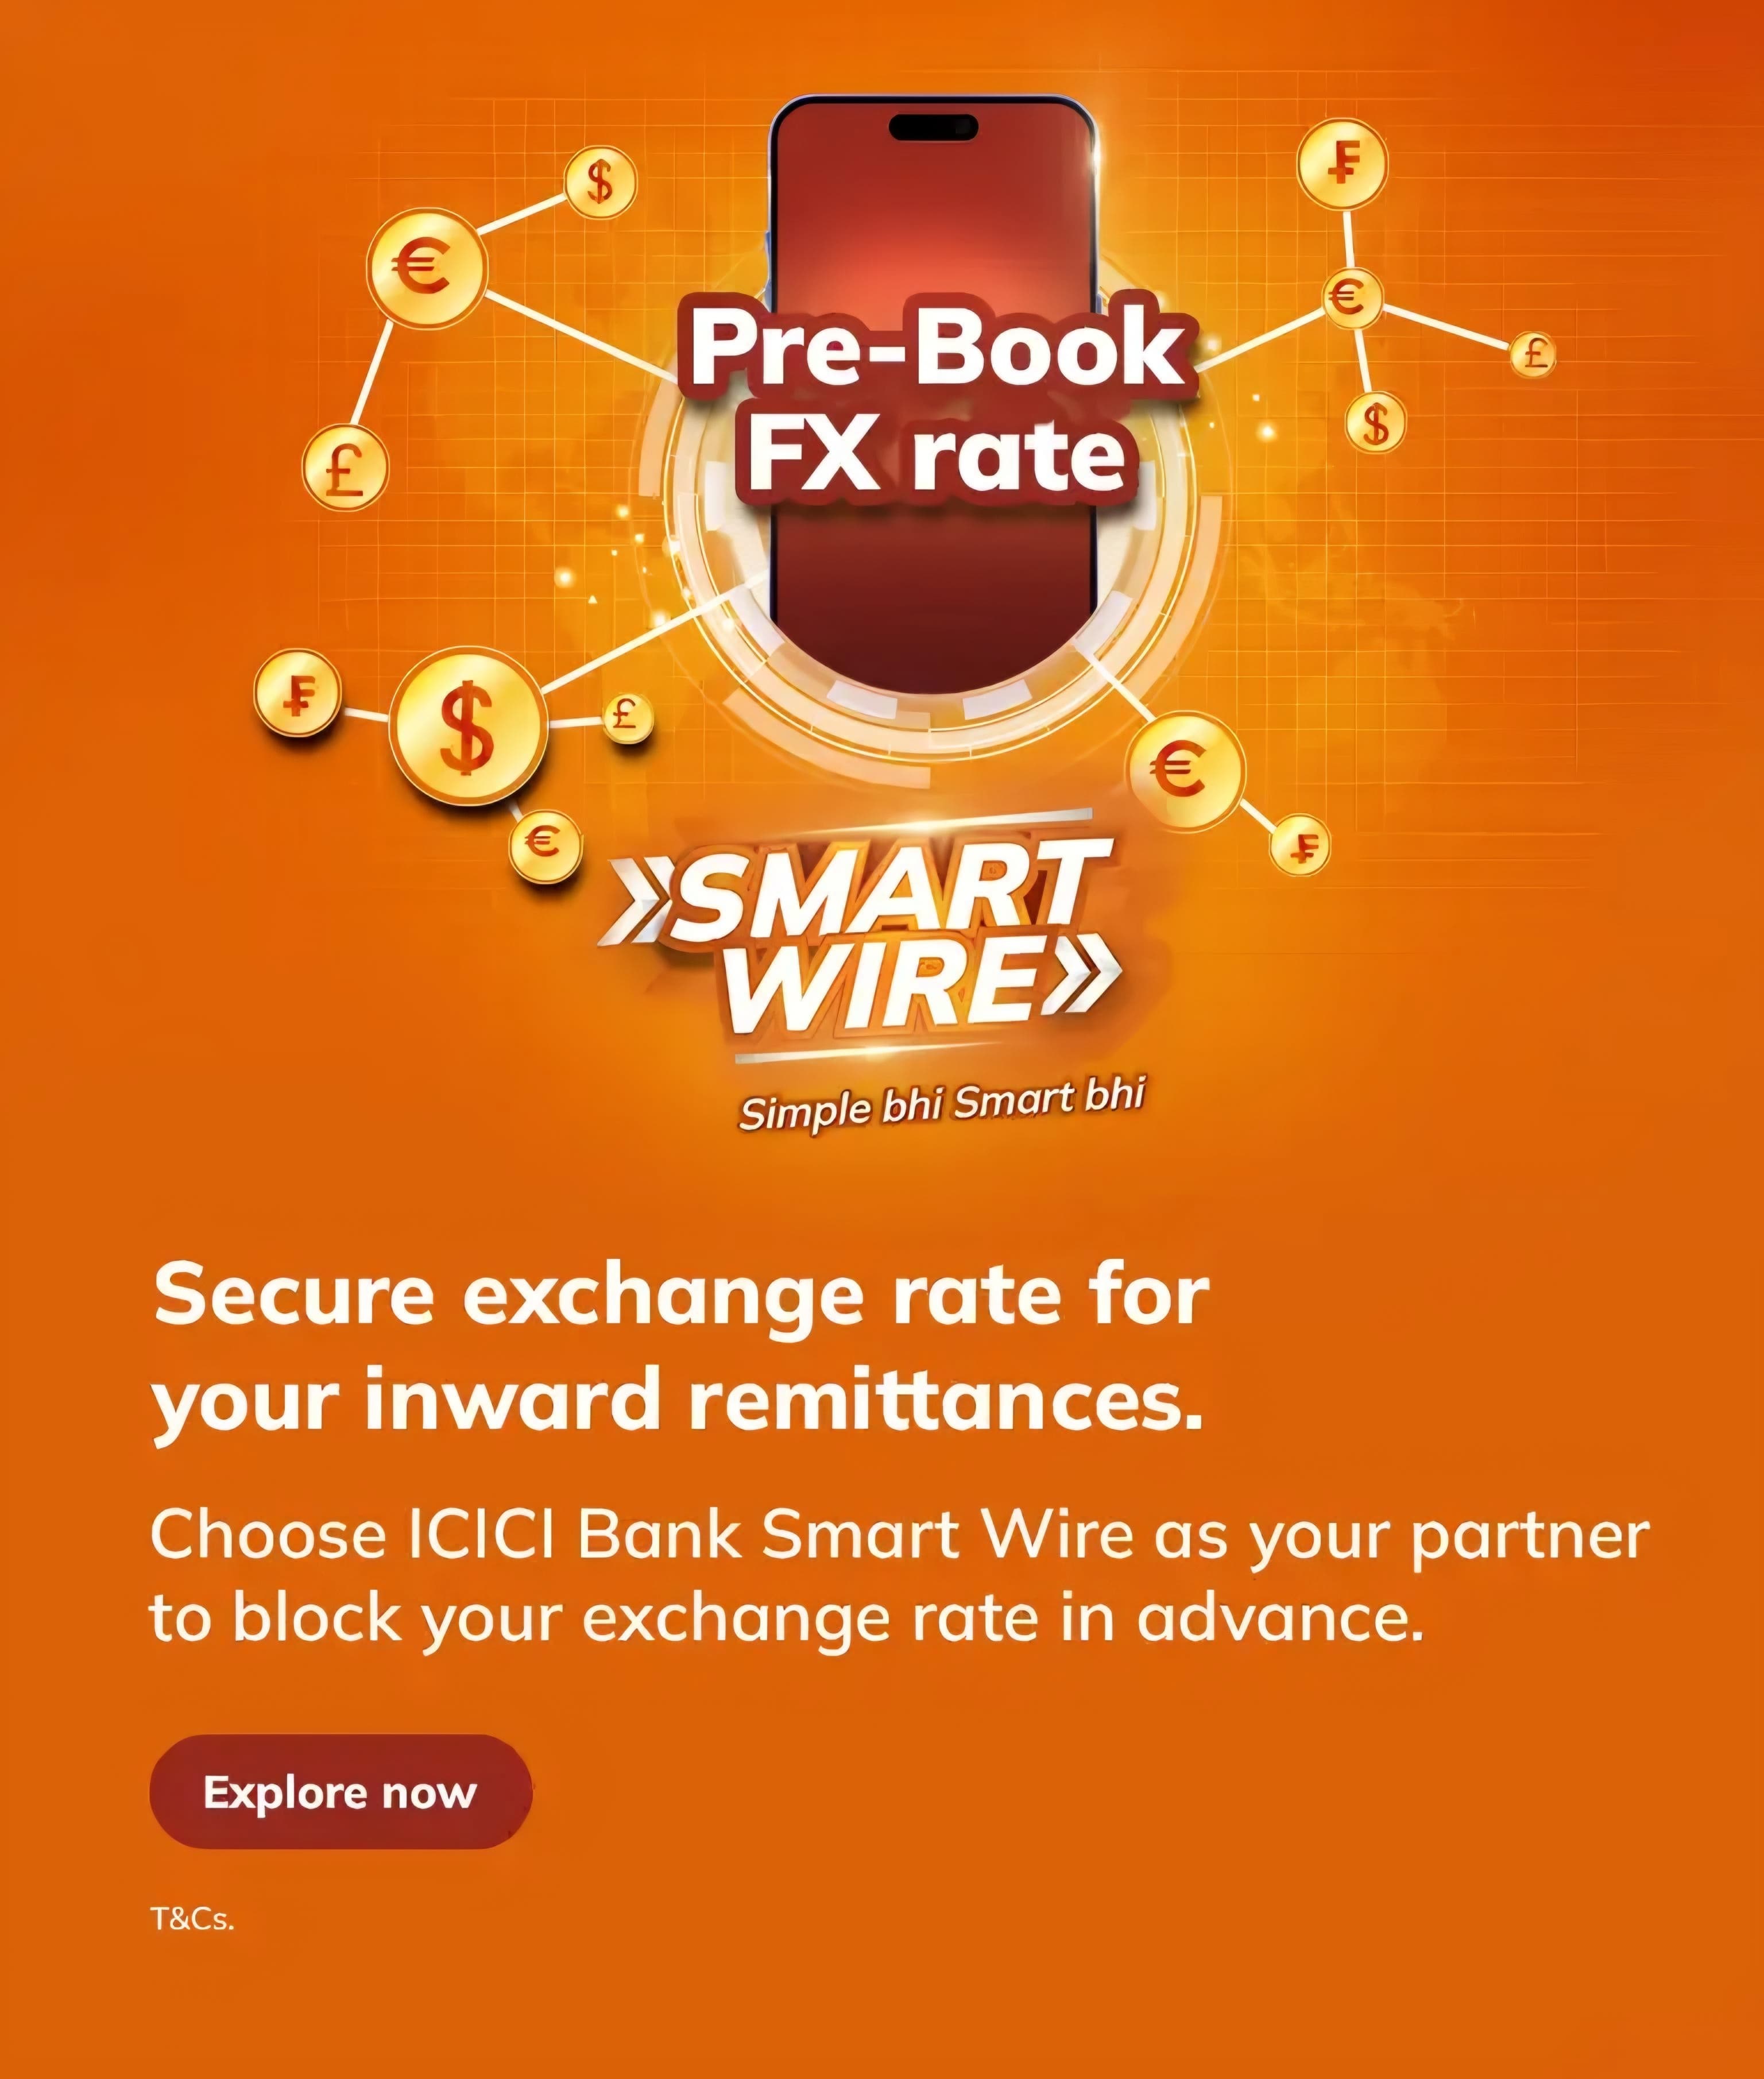 Pre-Book
FX rate
SMART
WIRE
Simple bhi Smart bhi
Secure exchange rate for
your inward remittances.
Choose ICICI Bank Smart Wire as your partner
to block your exchange rate in advance.
Explore now
T&Cs.